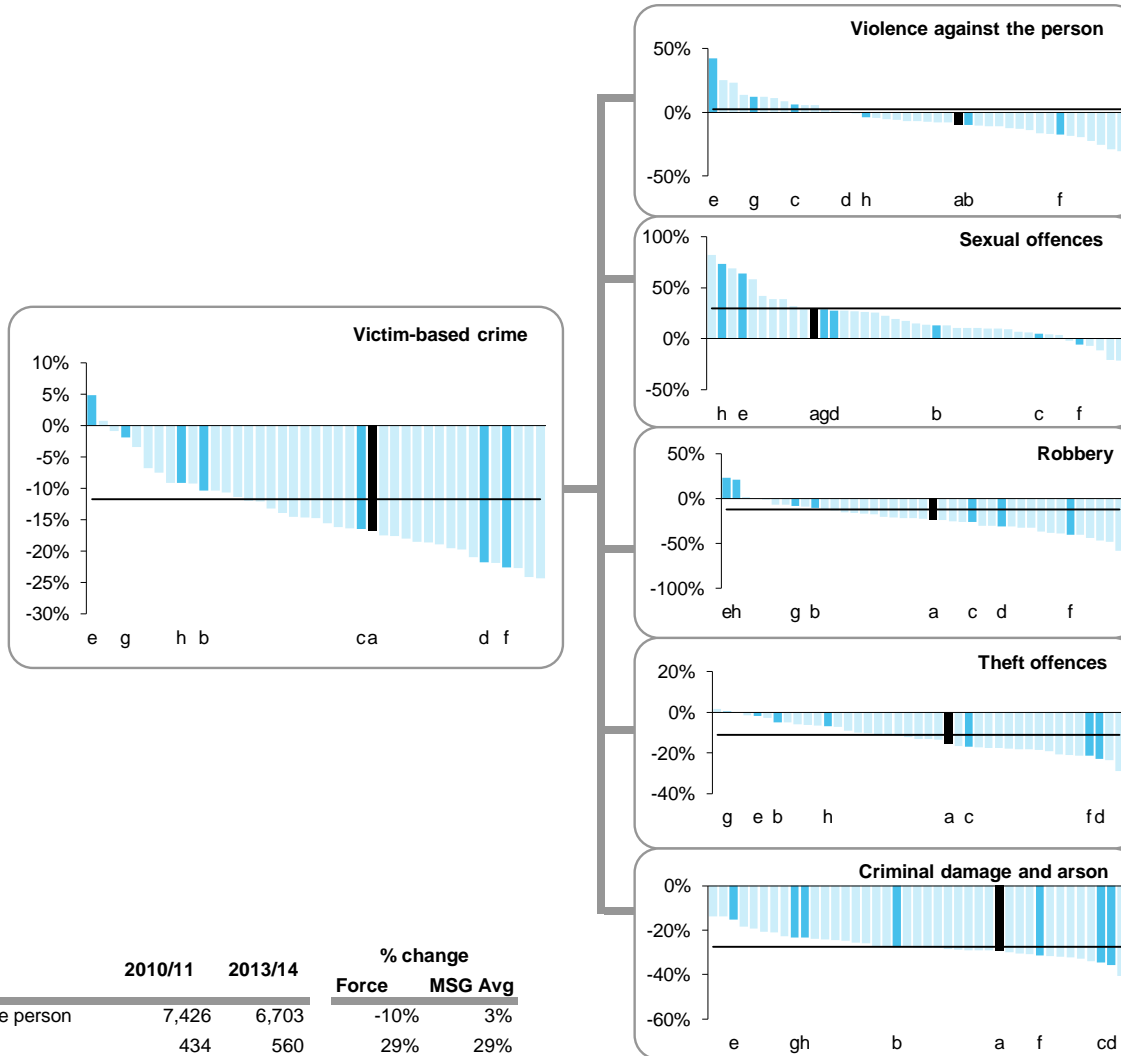 Violence against the person
50%
0%
-50%
e g c d h ab f
Sexual offences
100%
50%
0%
-50%
h e agd b c f
Victim-based crime
10%
5%
0%
-5%
-10%
-15%
-20%
-25%
-30%
e g h b ca d f
Robbery
50%
0%
-50%
-100%
eh g b a c d f
Theft offences
20%
0%
-20%
-40%
g e b h a c fd
Criminal damage and arson
0%
-20%
-40%
-60%
e gh b a f cd
2010/11 2013/14 % change
Force MSG Avg
e person 7,426 6,703 -10% 3%
434 560 29% 29%